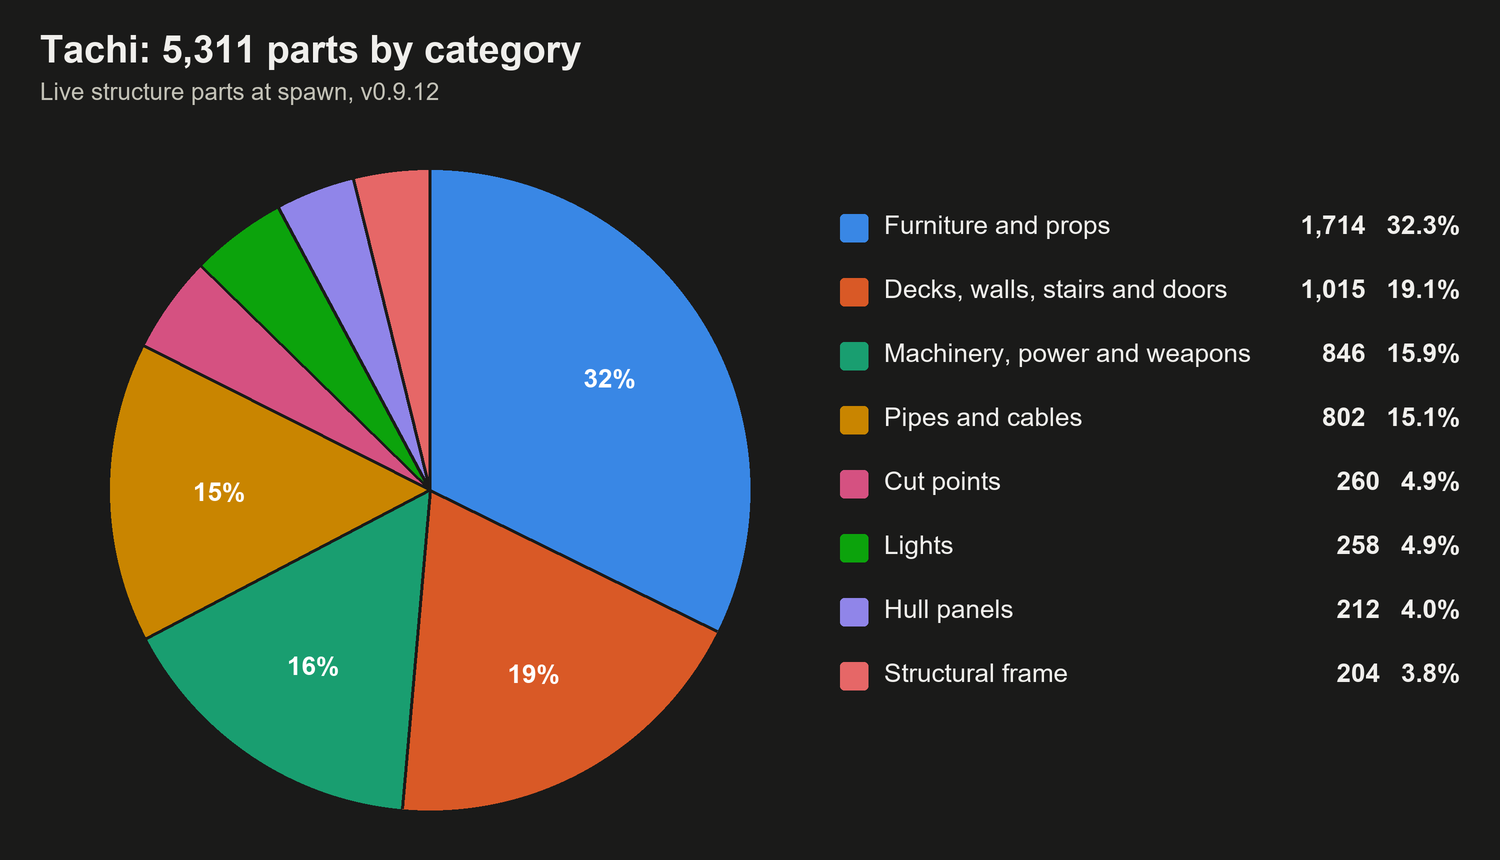 Tachi: 5,311 parts by category
Live structure parts at spawn, v0.9.12
32%
19%
16%
15%
Furniture and props 1,714 32.3%
Decks, walls, stairs and doors 1,015 19.1%
Machinery, power and weapons 846 15.9%
Pipes and cables 802 15.1%
Cut points 260 4.9%
Lights 258 4.9%
Hull panels 212 4.0%
Structural frame 204 3.8%